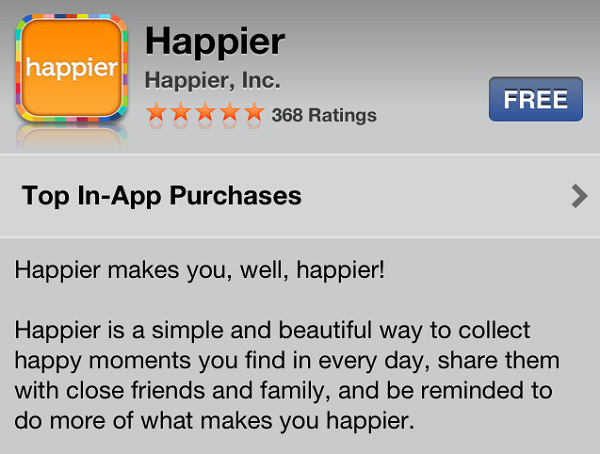 happier
Happier
Happier, Inc.
368 Ratings
FREE
Top In-App Purchases
Happier makes you, well, happier!
Happier is a simple and beautiful way to collect
happy moments you find in every day, share them
with close friends and family, and be reminded to
do more of what makes you happier.